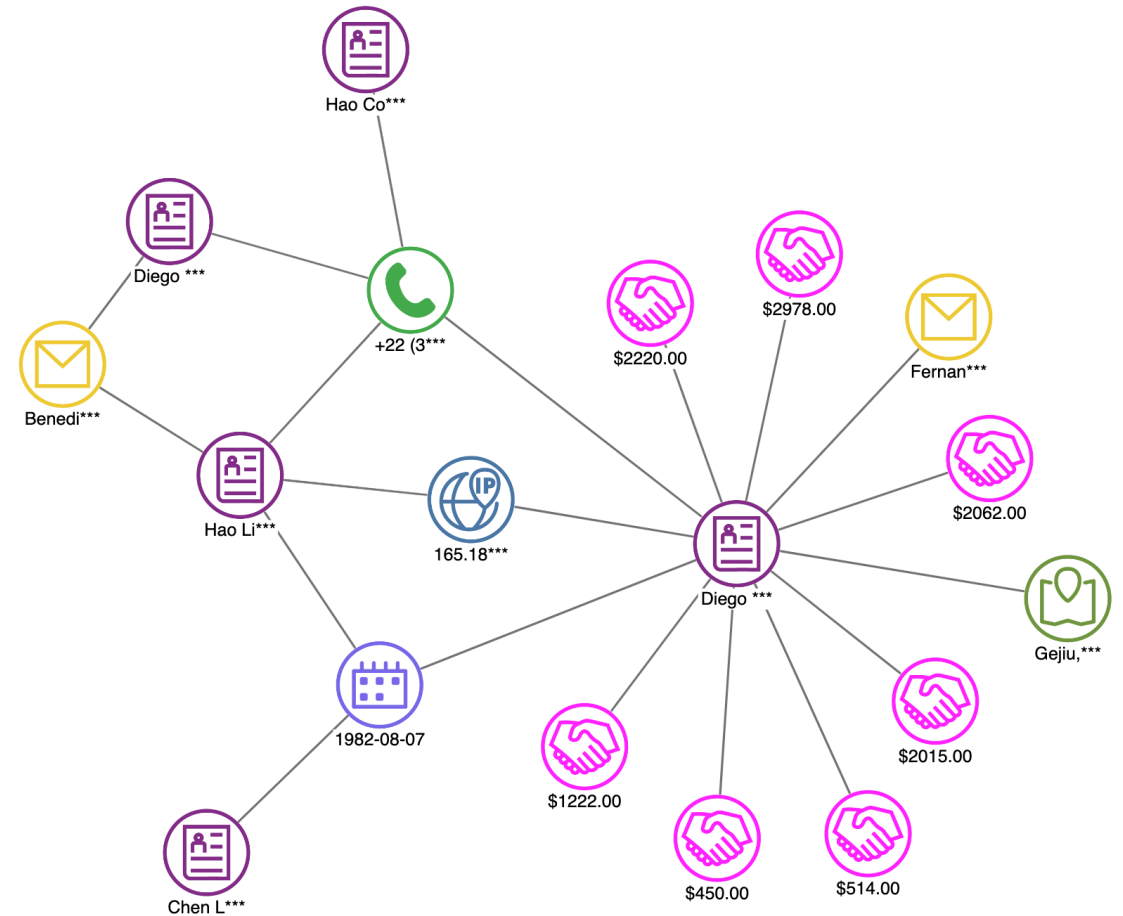 Hao Co***
Diego ***
+22 (3***
Benedi***
$2220.00
$2978.00
Fernan***
Hao Li***
IP
165.18***
$2062.00
Diego ***
Gejiu,***
1982-08-07
$1222.00
$2015.00
$450.00
$514.00
Chen L***